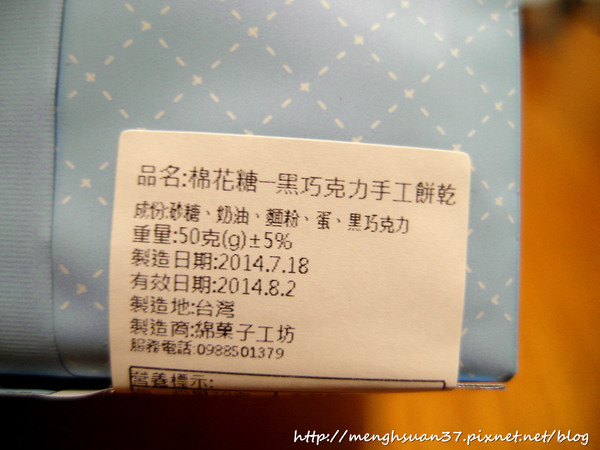 品名:棉花糖–黑巧克力手工餅乾
成份:砂糖、奶油、麵粉、蛋、黑巧克力
重量:50克(g)±5%
製造日期:2014.7.18
有效日期:2014.8.2
製造地:台灣
製造商:綿菓子工坊
服務電話:0988501379
營養標示:
http://menghsuan37.pixnet.net/blog